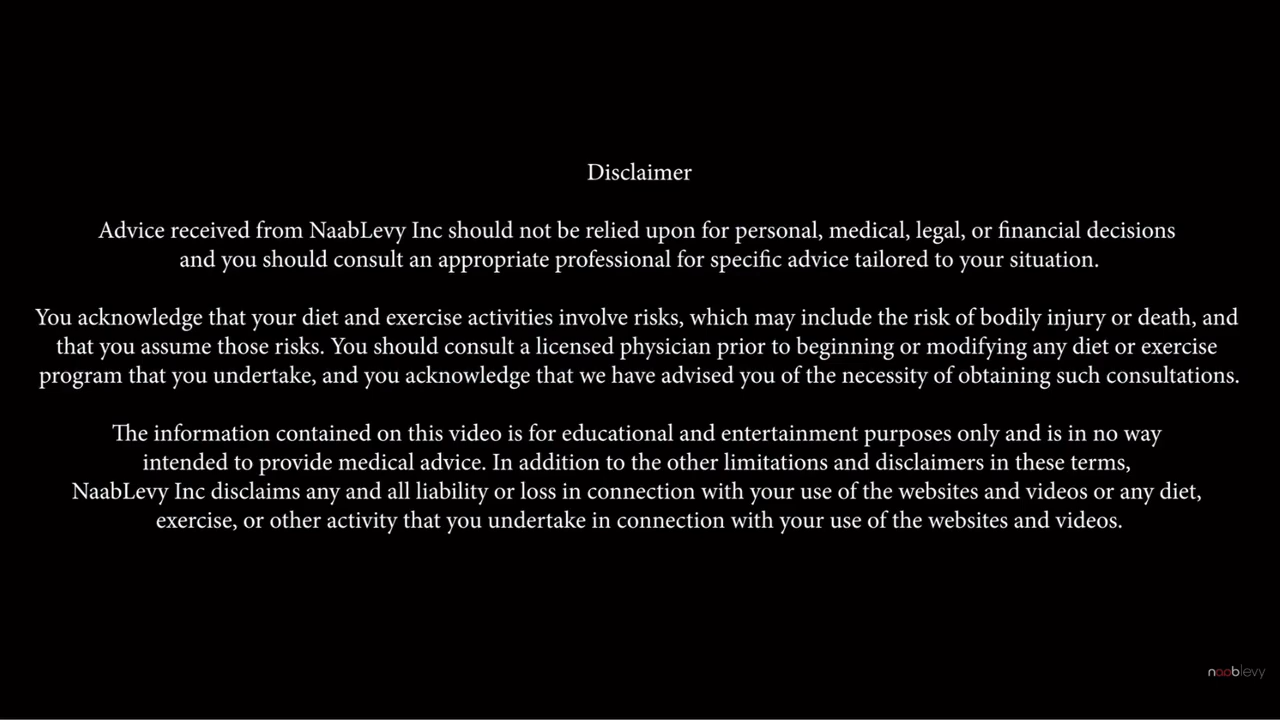 Disclaimer
Advice received from NaabLevy Inc should not be relied upon for personal, medical, legal, or financial decisions
and you should consult an appropriate professional for specific advice tailored to your situation.
You acknowledge that your diet and exercise activities involve risks, which may include the risk of bodily injury or death, and
that you assume those risks. You should consult a licensed physician prior to beginning or modifying any diet or exercise
program that you undertake, and you acknowledge that we have advised you of the necessity of obtaining such consultations.
The information contained on this video is for educational and entertainment purposes only and is in no way
intended to provide medical advice. In addition to the other limitations and disclaimers in these terms,
NaabLevy Inc disclaims any and all liability or loss in connection with your use of the websites and videos or any diet,
exercise, or other activity that you undertake in connection with your use of the websites and videos.
naablevy